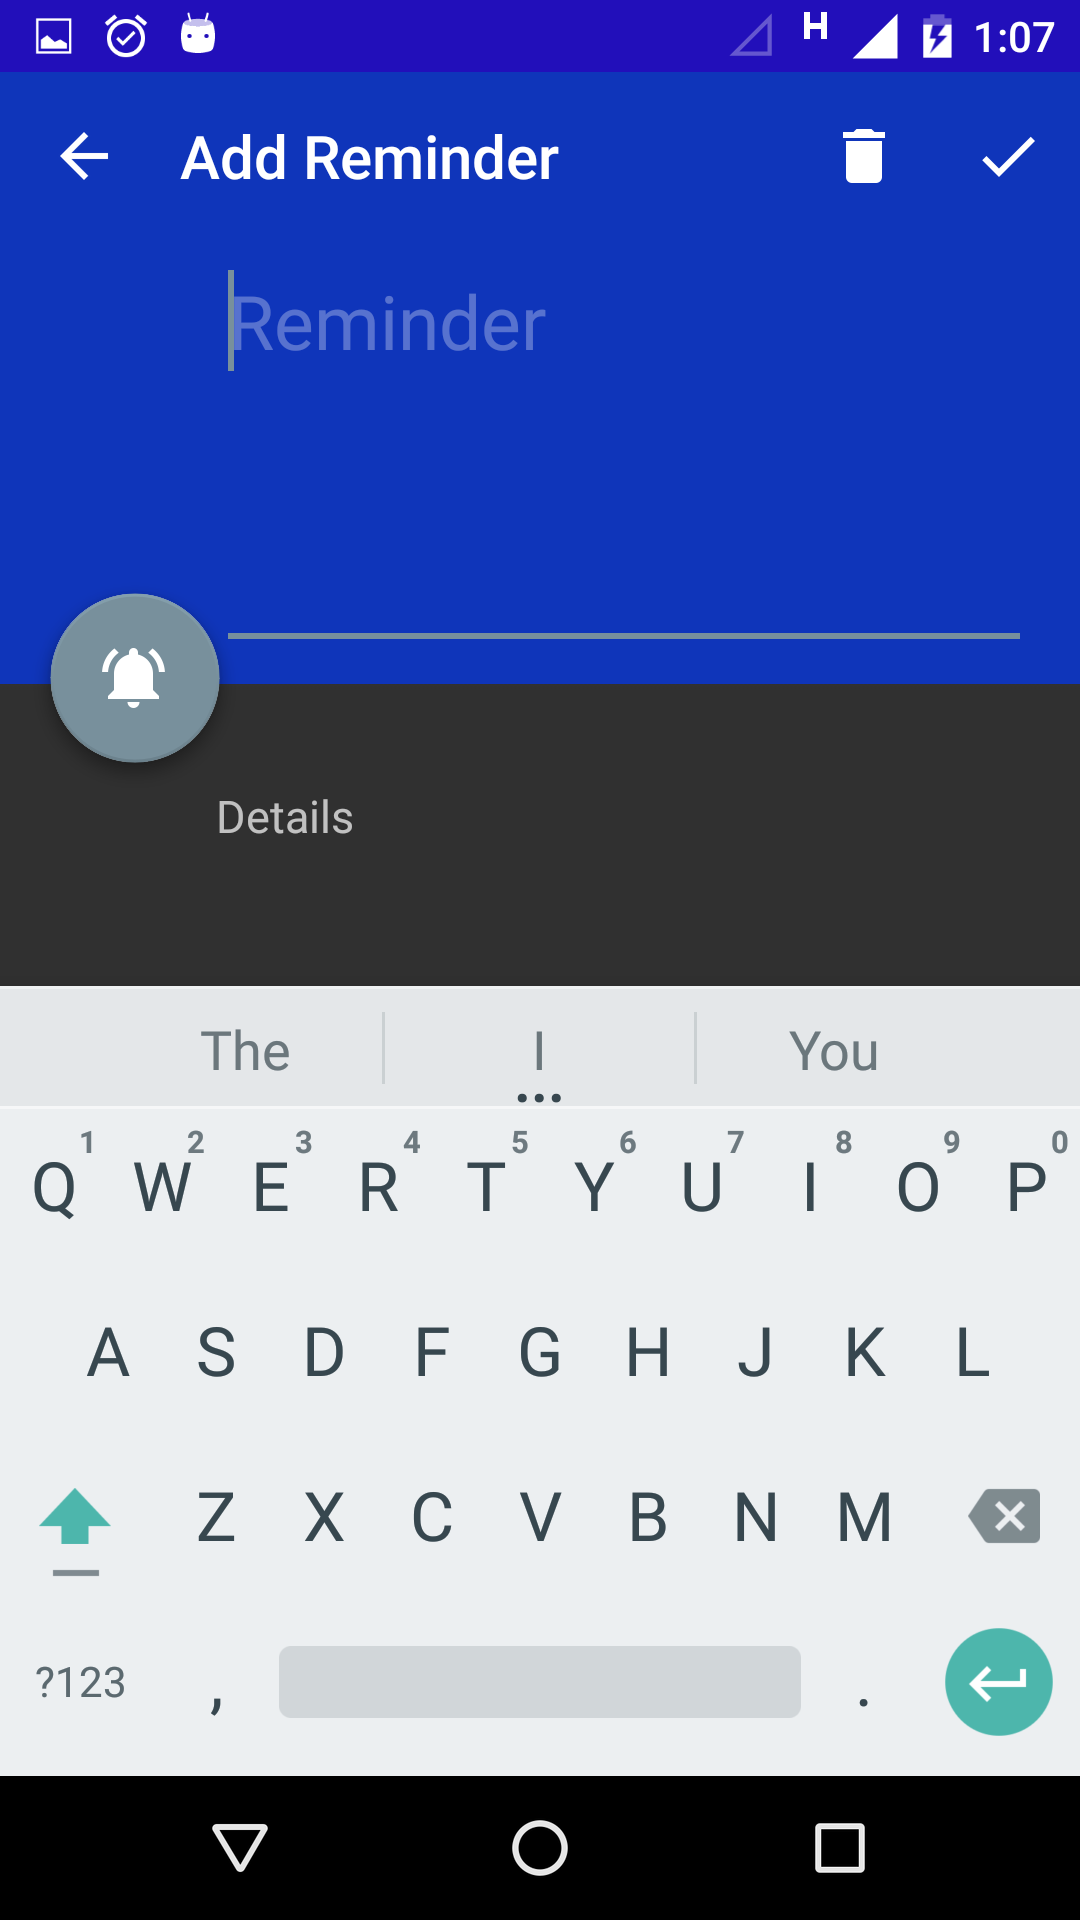 H 1:07
Add Reminder
Reminder
Details
The I You
1 2 3 4 5 6 7 8 9 0
Q W E R T Y U I O P
A S D F G H J K L
Z X C V B N M
?123 , .